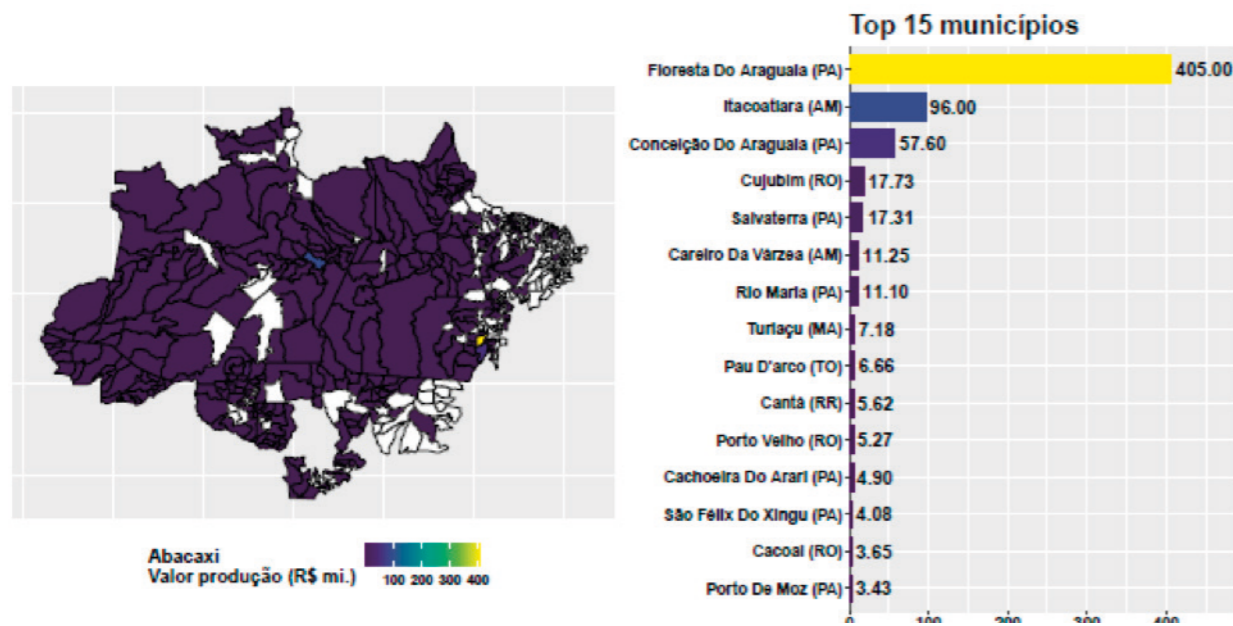 Top 15 municípios
Floresta Do Araguaia (PA) 405.00
Itacoatiara (AM) 96.00
Conceição Do Araguaia (PA) 57.60
Cujubim (RO) 17.73
Salvaterra (PA) 17.31
Careiro Da Várzea (AM) 11.25
Rio Maria (PA) 11.10
Turiaçu (MA) 7.18
Pau D'arco (TO) 6.66
Cantá (RR) 5.62
Porto Velho (RO) 5.27
Cachoeira Do Arari (PA) 4.90
São Félix Do Xingu (PA) 4.08
Cacoal (RO) 3.65
Porto De Moz (PA) 3.43
0 100 200 300 400
Abacaxi
Valor produção (R$ mi.)
100 200 300 400